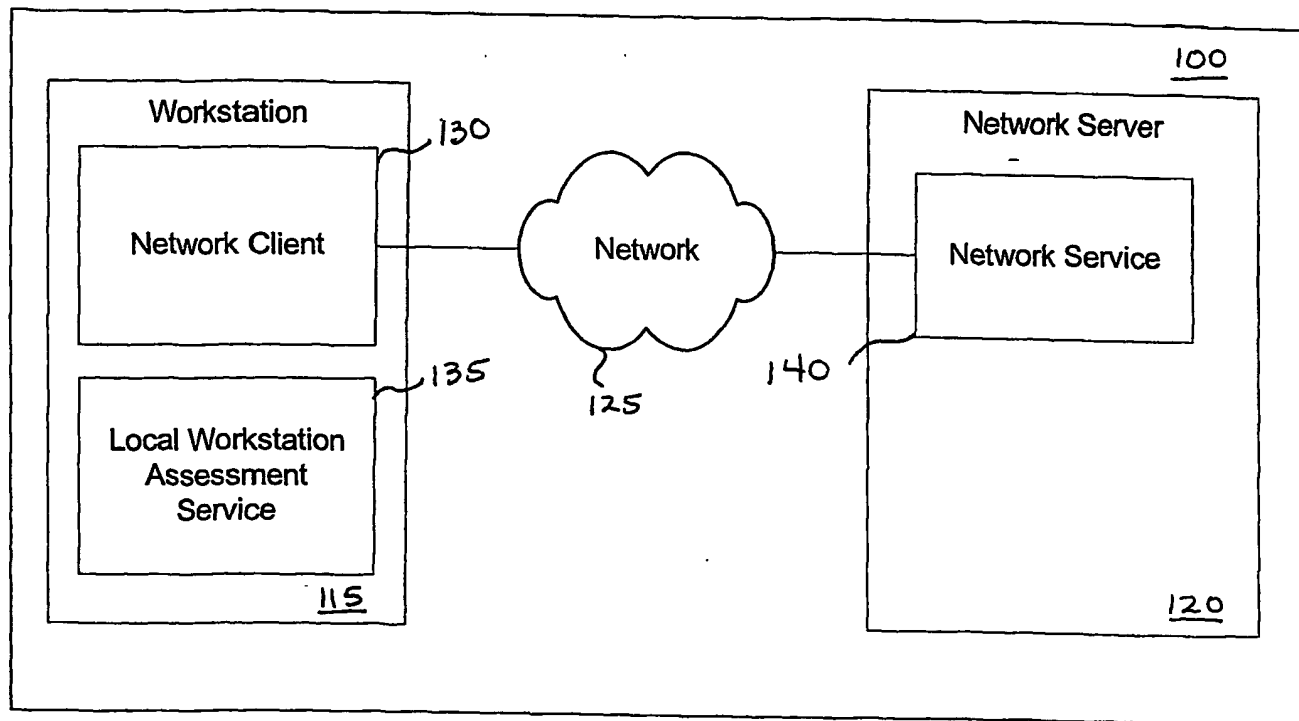 100
Workstation
130
Network Client
135
Local Workstation
Assessment
Service
115
Network
125
Network Server
Network Service
140
120